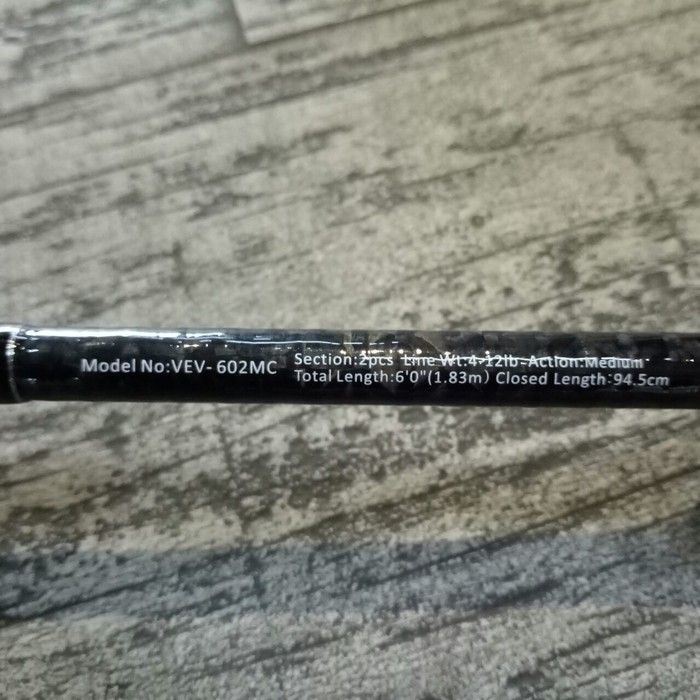 Model No:VEV-602MC
Section:2pcs Line Wt:4-12lb Action:Medium
Total Length:6'0"(1.83m) Closed Length:94.5cm